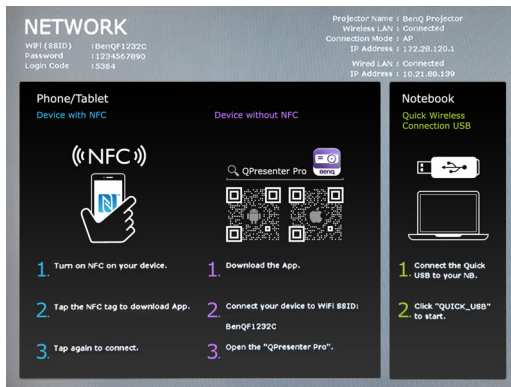 NETWORK
WiFi (SSID) : BenQF1232C
Password : 1234567890
Login Code : 5364
Projector Name : BenQ Projector
Wireless LAN : Connected
Connection Mode : AP
IP Address : 172.28.120.1
Wired LAN : Connected
IP Address : 10.21.80.139
Phone/Tablet
Device with NFC
NFC
1. Turn on NFC on your device.
2. Tap the NFC tag to download App.
3. Tap again to connect.
Device without NFC
QPresenter Pro
BENQ
1. Download the App.
2. Connect your device to WiFi SSID:
BenQF1232C
3. Open the "QPresenter Pro".
Notebook
Quick Wireless
Connection USB
1. Connect the Quick
USB to your NB.
2. Click "QUICK_USB"
to start.